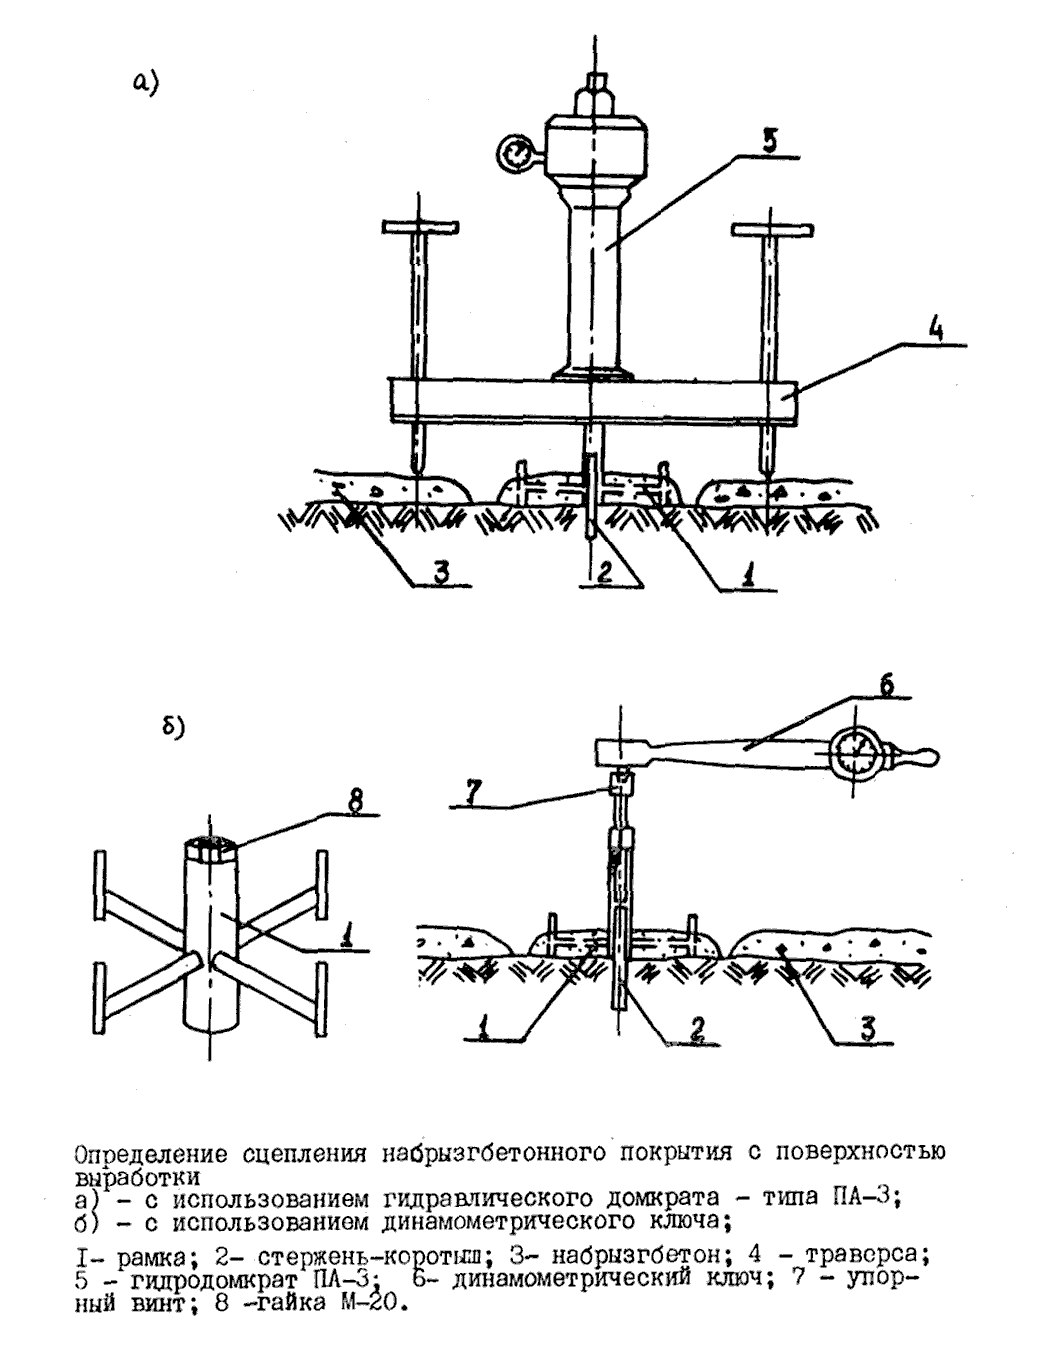 а)
5
4
3
2
1
б)
6
7
8
1
1
2
3
Определение сцепления набрызгбетонного покрытия с поверхностью
выработки
а) - с использованием гидравлического домкрата - типа ПА-3;
б) - с использованием динамометрического ключа;
I- рамка; 2- стержень-коротыш; 3- набрызгбетон; 4 - траверса;
5 - гидродомкрат ПА-3; 6- динамометрический ключ; 7 - упор-
ный винт; 8 -гайка М-20.